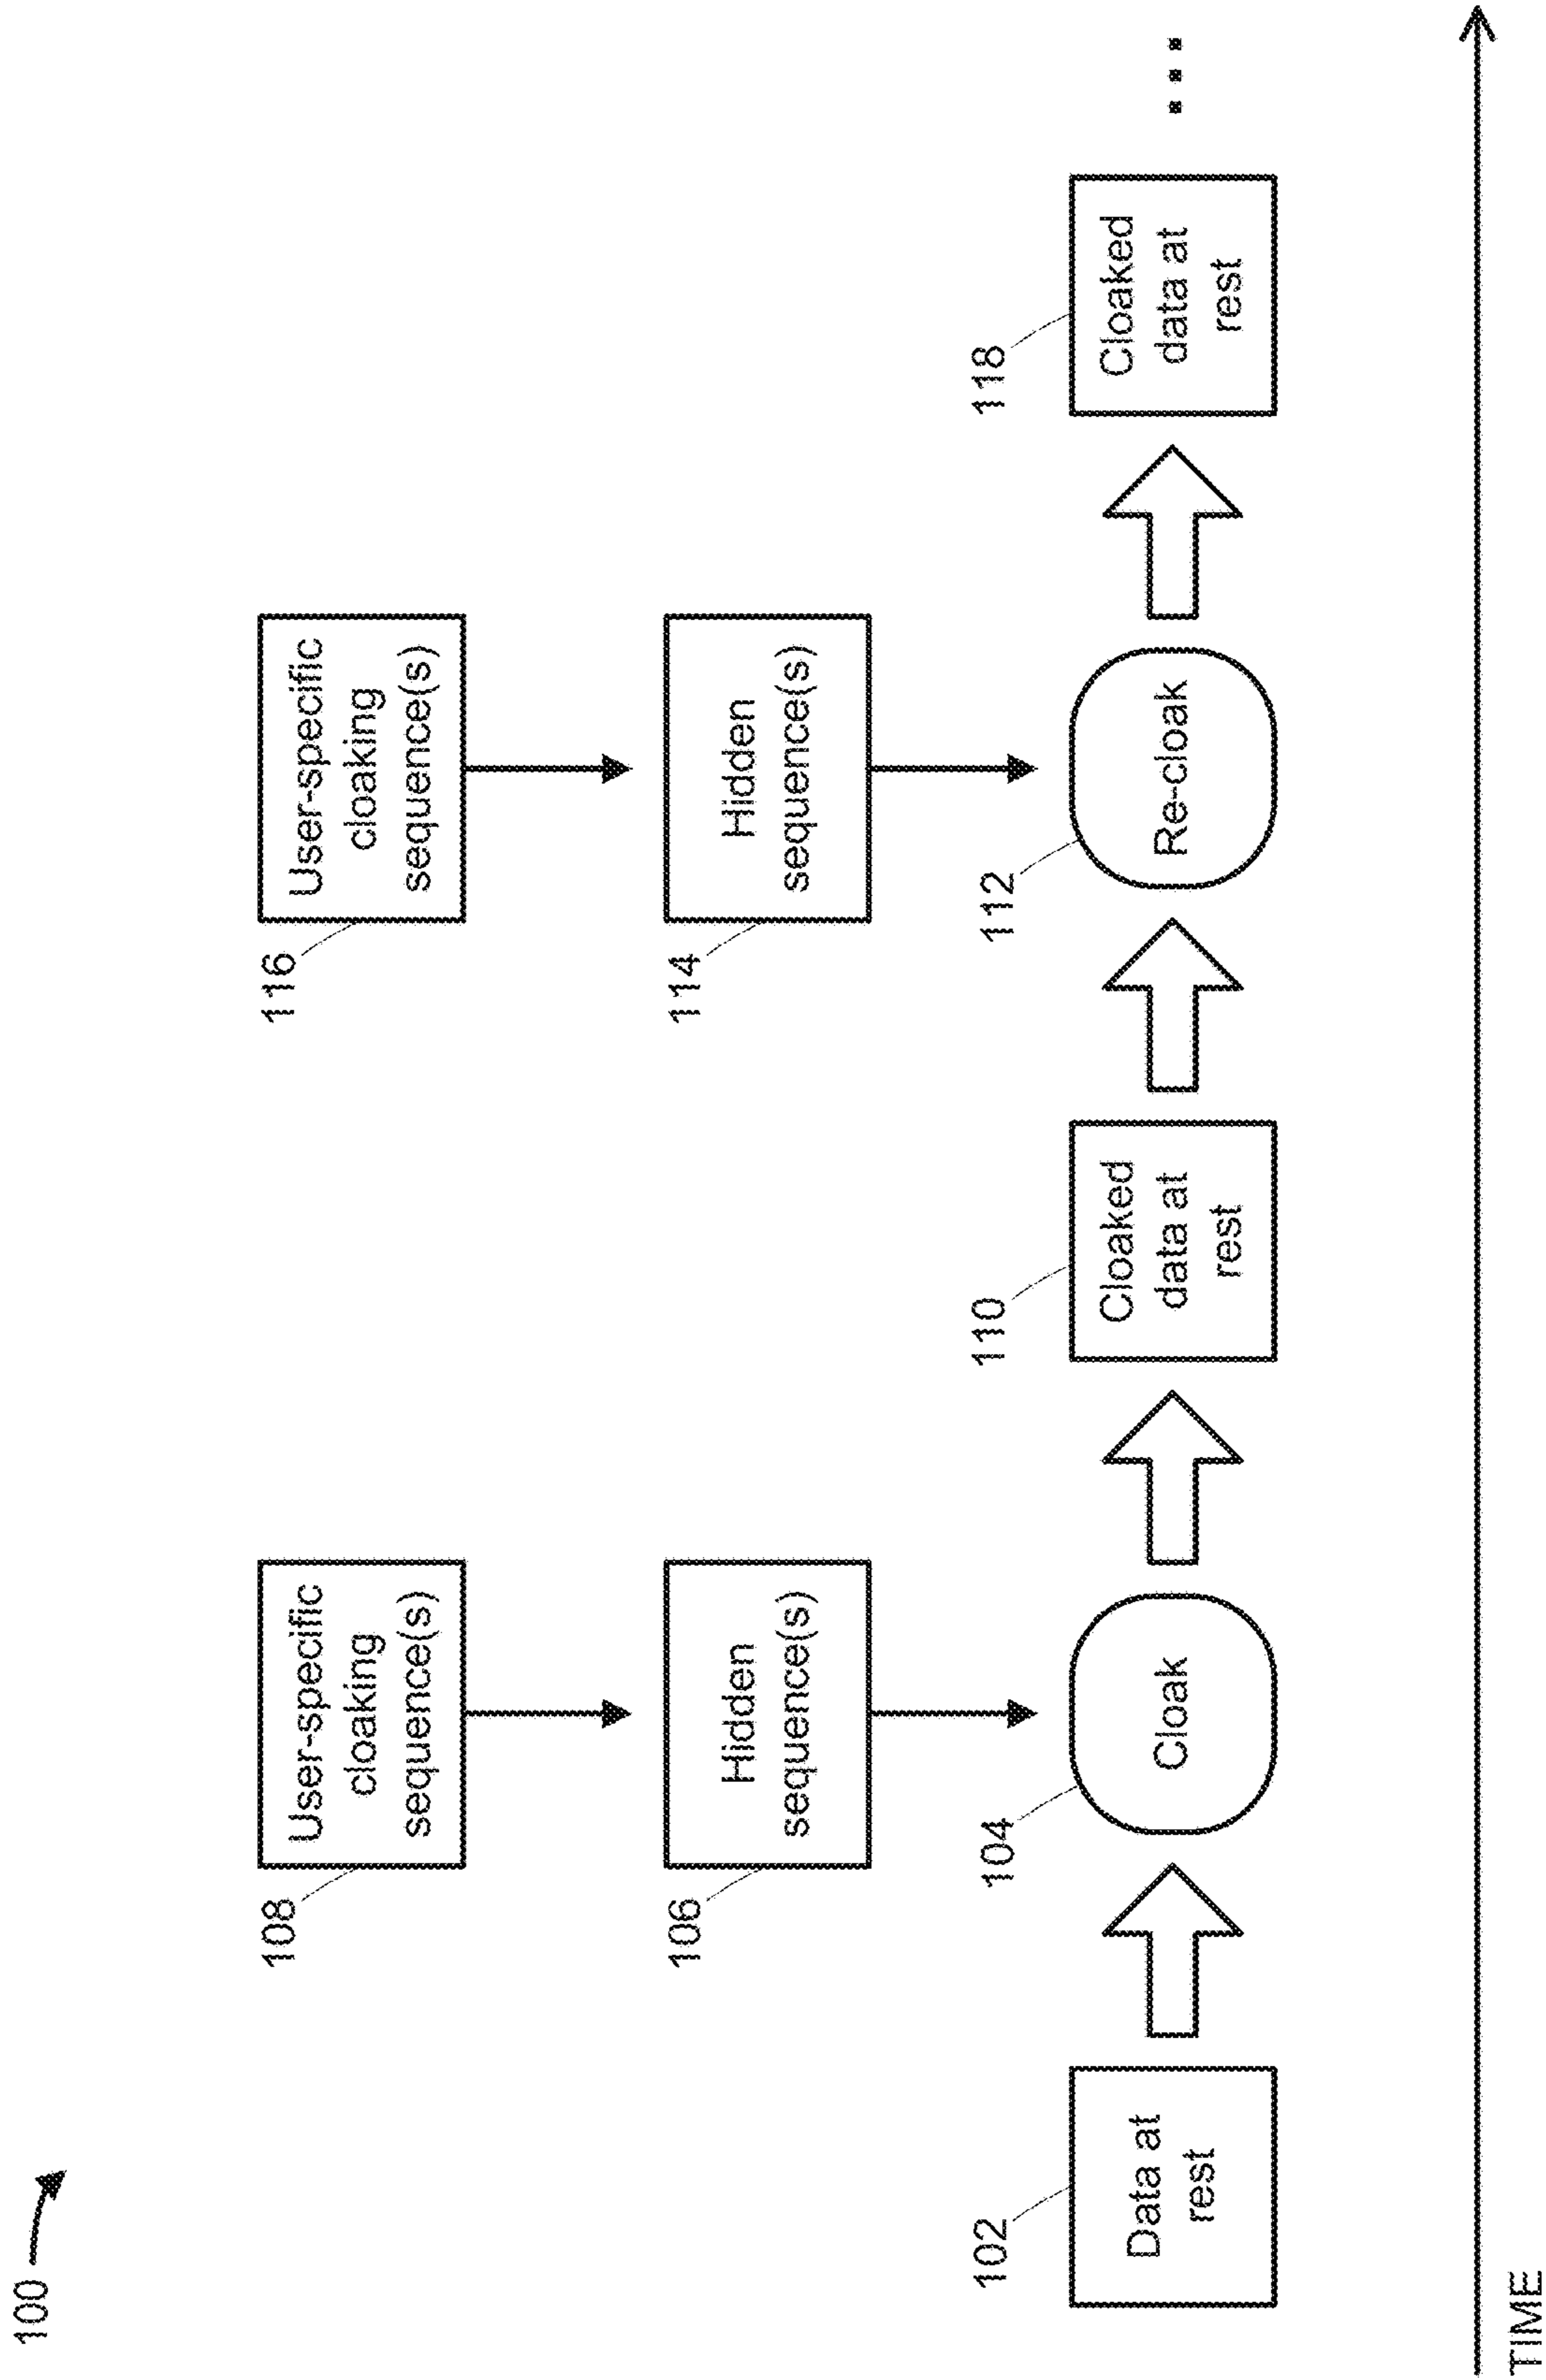 100
108
User-specific
cloaking
sequence(s)
116
User-specific
cloaking
sequence(s)
106
Hidden
sequence(s)
114
Hidden
sequence(s)
102
Data at
rest
104
Cloak
110
Cloaked
data at
rest
112
Re-cloak
118
Cloaked
data at
rest
TIME